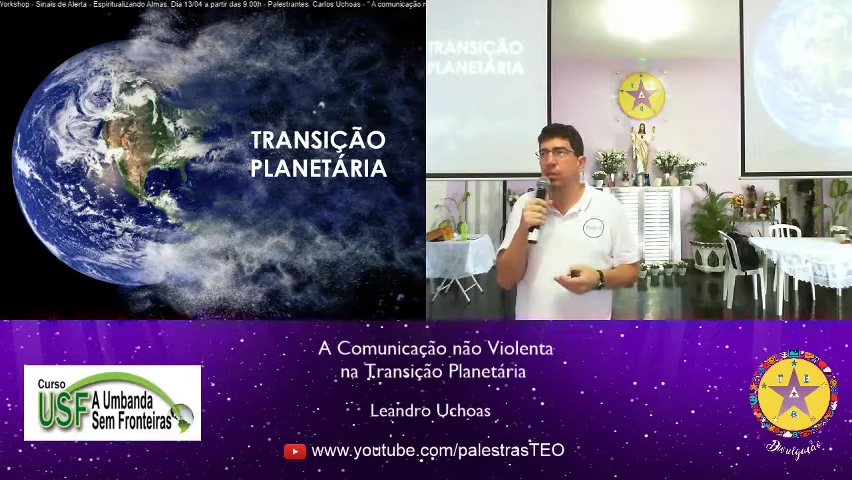 Workshop - Sinais de Alerta - Espiritualizando Almas. Dia 13/04 a partir das 9:00h - Palestrantes: Carlos Uchoas - " A comunicação n
TRANSIÇÃO
PLANETÁRIA
TRANSIÇÃO
PLANETÁRIA
A Comunicação não Violenta
na Transição Planetária
Leandro Uchoas
www.youtube.com/palestrasTEO
Curso
USF A Umbanda
Sem Fronteiras
T E
Divulgação